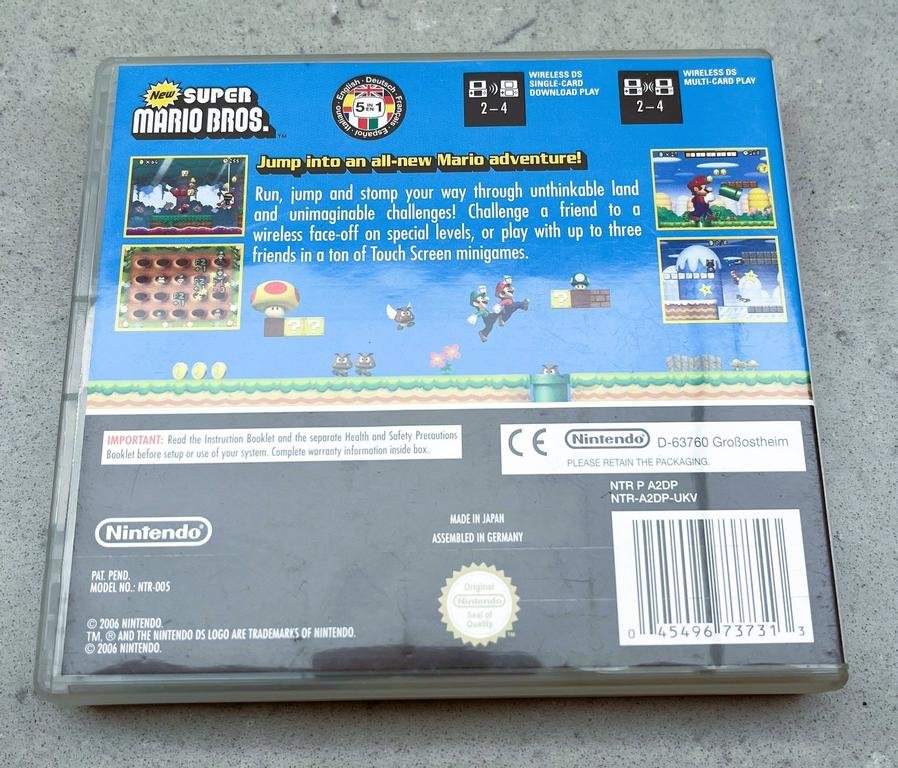 New
SUPER
MARIO BROS.™
English · Deutsch · Français · Español · Italiano
5 IN EN 1
2-4
WIRELESS DS
SINGLE-CARD
DOWNLOAD PLAY
2-4
WIRELESS DS
MULTI-CARD PLAY
Jump into an all-new Mario adventure!
Run, jump and stomp your way through unthinkable land
and unimaginable challenges! Challenge a friend to a
wireless face-off on special levels, or play with up to three
friends in a ton of Touch Screen minigames.
IMPORTANT: Read the Instruction Booklet and the separate Health and Safety Precautions
Booklet before setup or use of your system. Complete warranty information inside box.
CE Nintendo® D-63760 Großostheim
PLEASE RETAIN THE PACKAGING.
NTR P A2DP
NTR-A2DP-UKV
Nintendo®
MADE IN JAPAN
ASSEMBLED IN GERMANY
PAT. PEND.
MODEL NO.: NTR-005
Original
Nintendo
Seal of
Quality
™
© 2006 NINTENDO.
TM, ® AND THE NINTENDO DS LOGO ARE TRADEMARKS OF NINTENDO.
© 2006 NINTENDO.
0 45496 73731 3